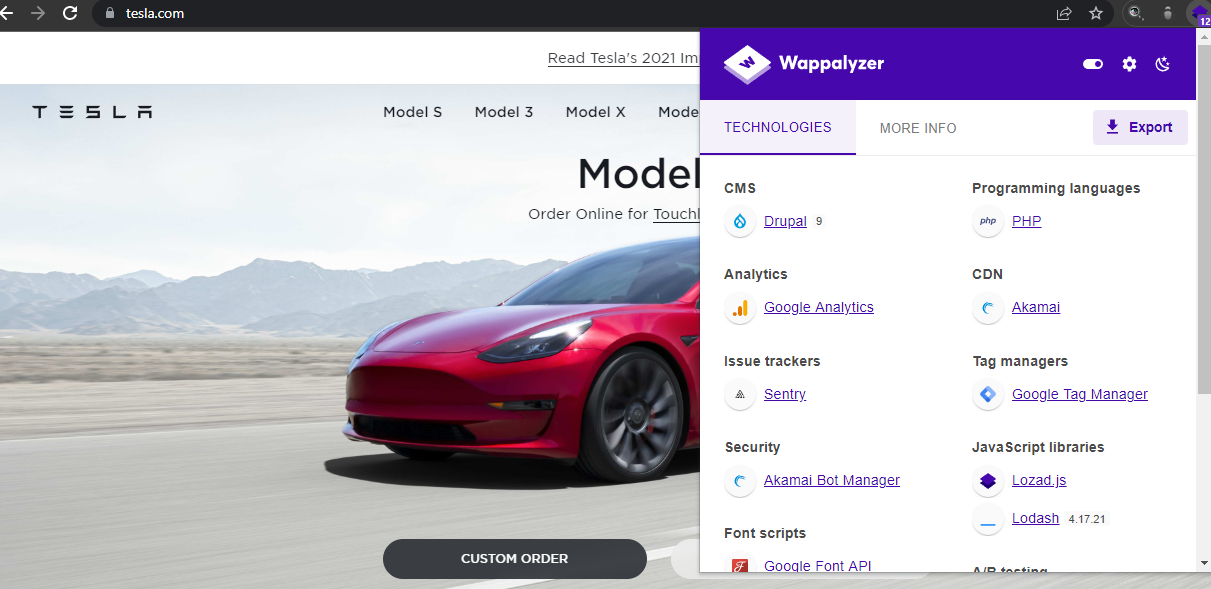 tesla.com
12
Read Tesla's 2021 Im
TESLA
Model S Model 3 Model X Mode
Model
Order Online for Touchl
CUSTOM ORDER
Wappalyzer
TECHNOLOGIES MORE INFO Export
CMS
Drupal 9
Programming languages
php PHP
Analytics
Google Analytics
CDN
Akamai
Issue trackers
Sentry
Tag managers
Google Tag Manager
Security
Akamai Bot Manager
JavaScript libraries
Lozad.js
Lodash 4.17.21
Font scripts
Google Font API
A/B testing